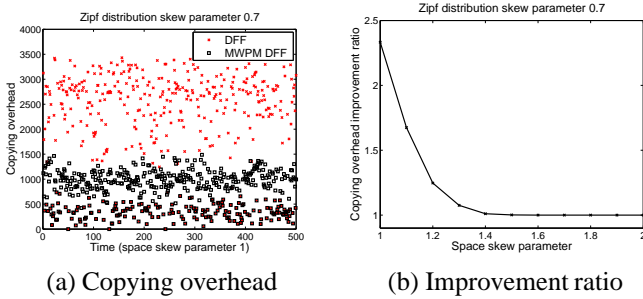 Zipf distribution skew parameter 0.7
4000
3500
3000
2500
2000
1500
1000
500
0
Copying overhead
DFF
MWPM DFF
0 100 200 300 400 500
Time (space skew parameter 1)
(a) Copying overhead
Zipf distribution skew parameter 0.7
2.5
2
1.5
1
Copying overhead improvement ratio
1 1.2 1.4 1.6 1.8 2
Space skew parameter
(b) Improvement ratio